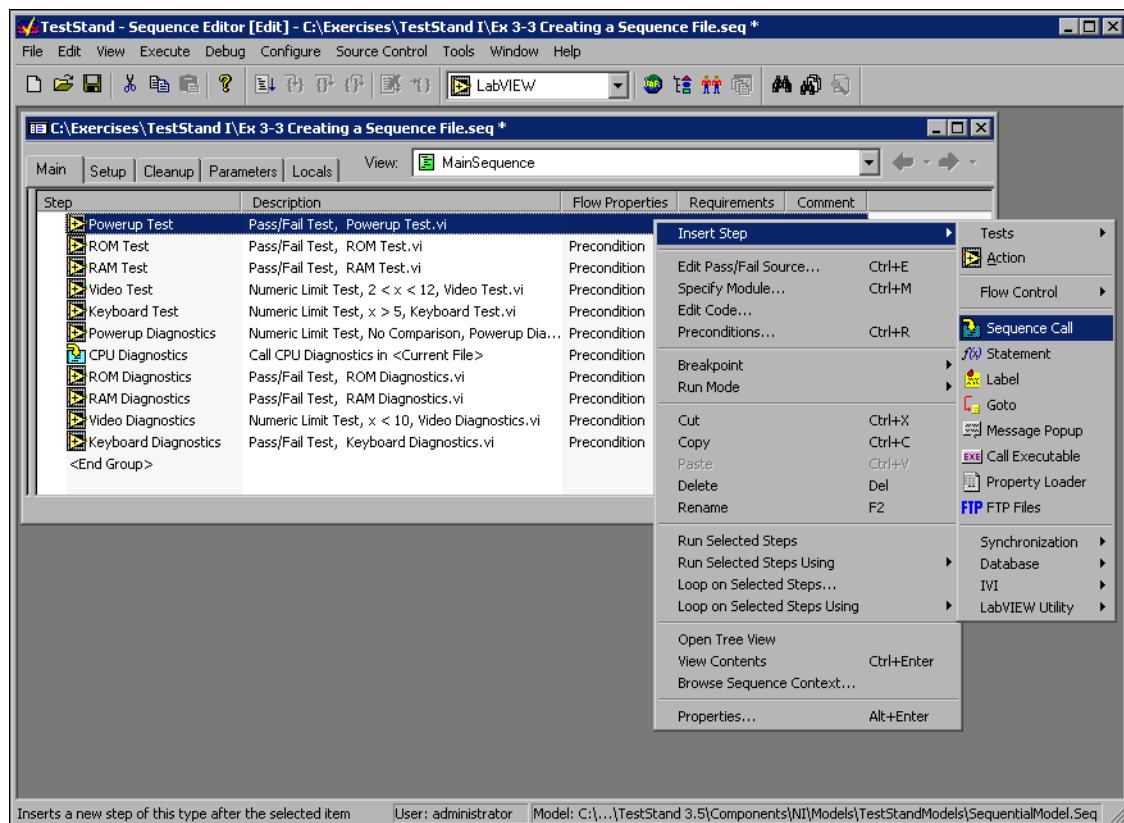 TestStand - Sequence Editor [Edit] - C:\Exercises\TestStand I\Ex 3-3 Creating a Sequence File.seq *
File Edit View Execute Debug Configure Source Control Tools Window Help
LabVIEW
C:\Exercises\TestStand I\Ex 3-3 Creating a Sequence File.seq *
Main Setup Cleanup Parameters Locals View: MainSequence
Step Description Flow Properties Requirements Comment
Powerup Test Pass/Fail Test, Powerup Test.vi
ROM Test Pass/Fail Test, ROM Test.vi Precondition
RAM Test Pass/Fail Test, RAM Test.vi Precondition
Video Test Numeric Limit Test, 2 < x < 12, Video Test.vi Precondition
Keyboard Test Numeric Limit Test, x > 5, Keyboard Test.vi Precondition
Powerup Diagnostics Numeric Limit Test, No Comparison, Powerup Dia... Precondition
CPU Diagnostics Call CPU Diagnostics in <Current File> Precondition
ROM Diagnostics Pass/Fail Test, ROM Diagnostics.vi Precondition
RAM Diagnostics Pass/Fail Test, RAM Diagnostics.vi Precondition
Video Diagnostics Numeric Limit Test, x < 10, Video Diagnostics.vi Precondition
Keyboard Diagnostics Pass/Fail Test, Keyboard Diagnostics.vi Precondition
<End Group>
Insert Step
Edit Pass/Fail Source... Ctrl+E
Specify Module... Ctrl+M
Edit Code...
Preconditions... Ctrl+R
Breakpoint
Run Mode
Cut Ctrl+X
Copy Ctrl+C
Paste Ctrl+V
Delete Del
Rename F2
Run Selected Steps
Run Selected Steps Using
Loop on Selected Steps...
Loop on Selected Steps Using
Open Tree View
View Contents Ctrl+Enter
Browse Sequence Context...
Properties... Alt+Enter
Tests
Action
Flow Control
Sequence Call
f(x) Statement
Label
Goto
Message Popup
EXE Call Executable
Property Loader
FTP FTP Files
Synchronization
Database
IVI
LabVIEW Utility
Inserts a new step of this type after the selected item User: administrator Model: C:\...\TestStand 3.5\Components\NI\Models\TestStandModels\SequentialModel.Seq